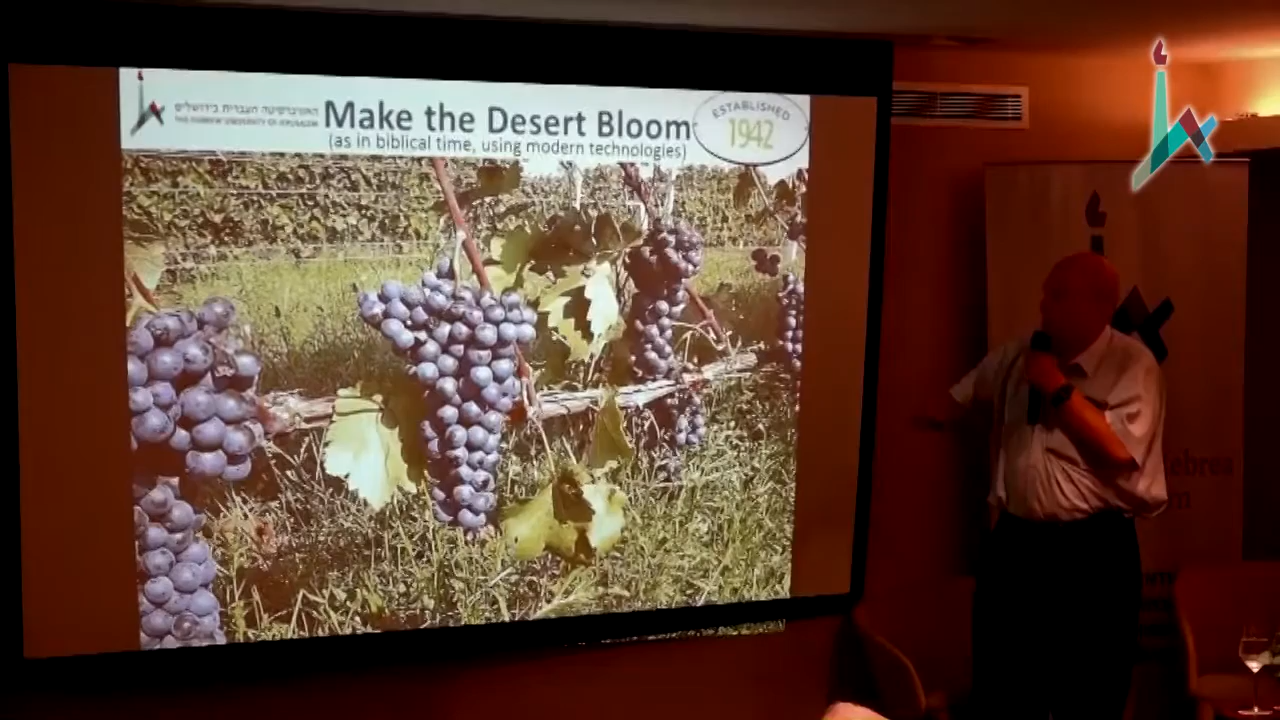 האוניברסיטה העברית בירושלים
THE HEBREW UNIVERSITY OF JERUSALEM
Make the Desert Bloom
(as in biblical time, using modern technologies)
ESTABLISHED
1942